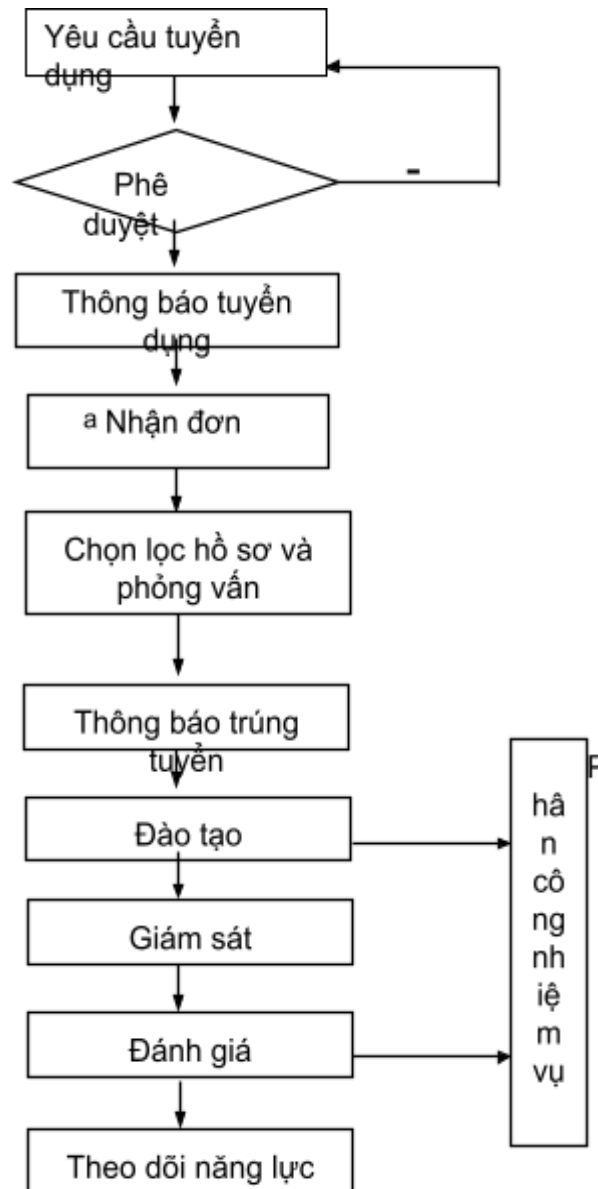 Yêu cầu tuyển
dụng
-
Phê
duyệt
Thông báo tuyển
dụng
a Nhận đơn
Chọn lọc hồ sơ và
phỏng vấn
Thông báo trúng
tuyển
Đào tạo
Giám sát
Đánh giá
Theo dõi năng lực
P
hâ
n
cô
ng
nh
iệ
m
vụ